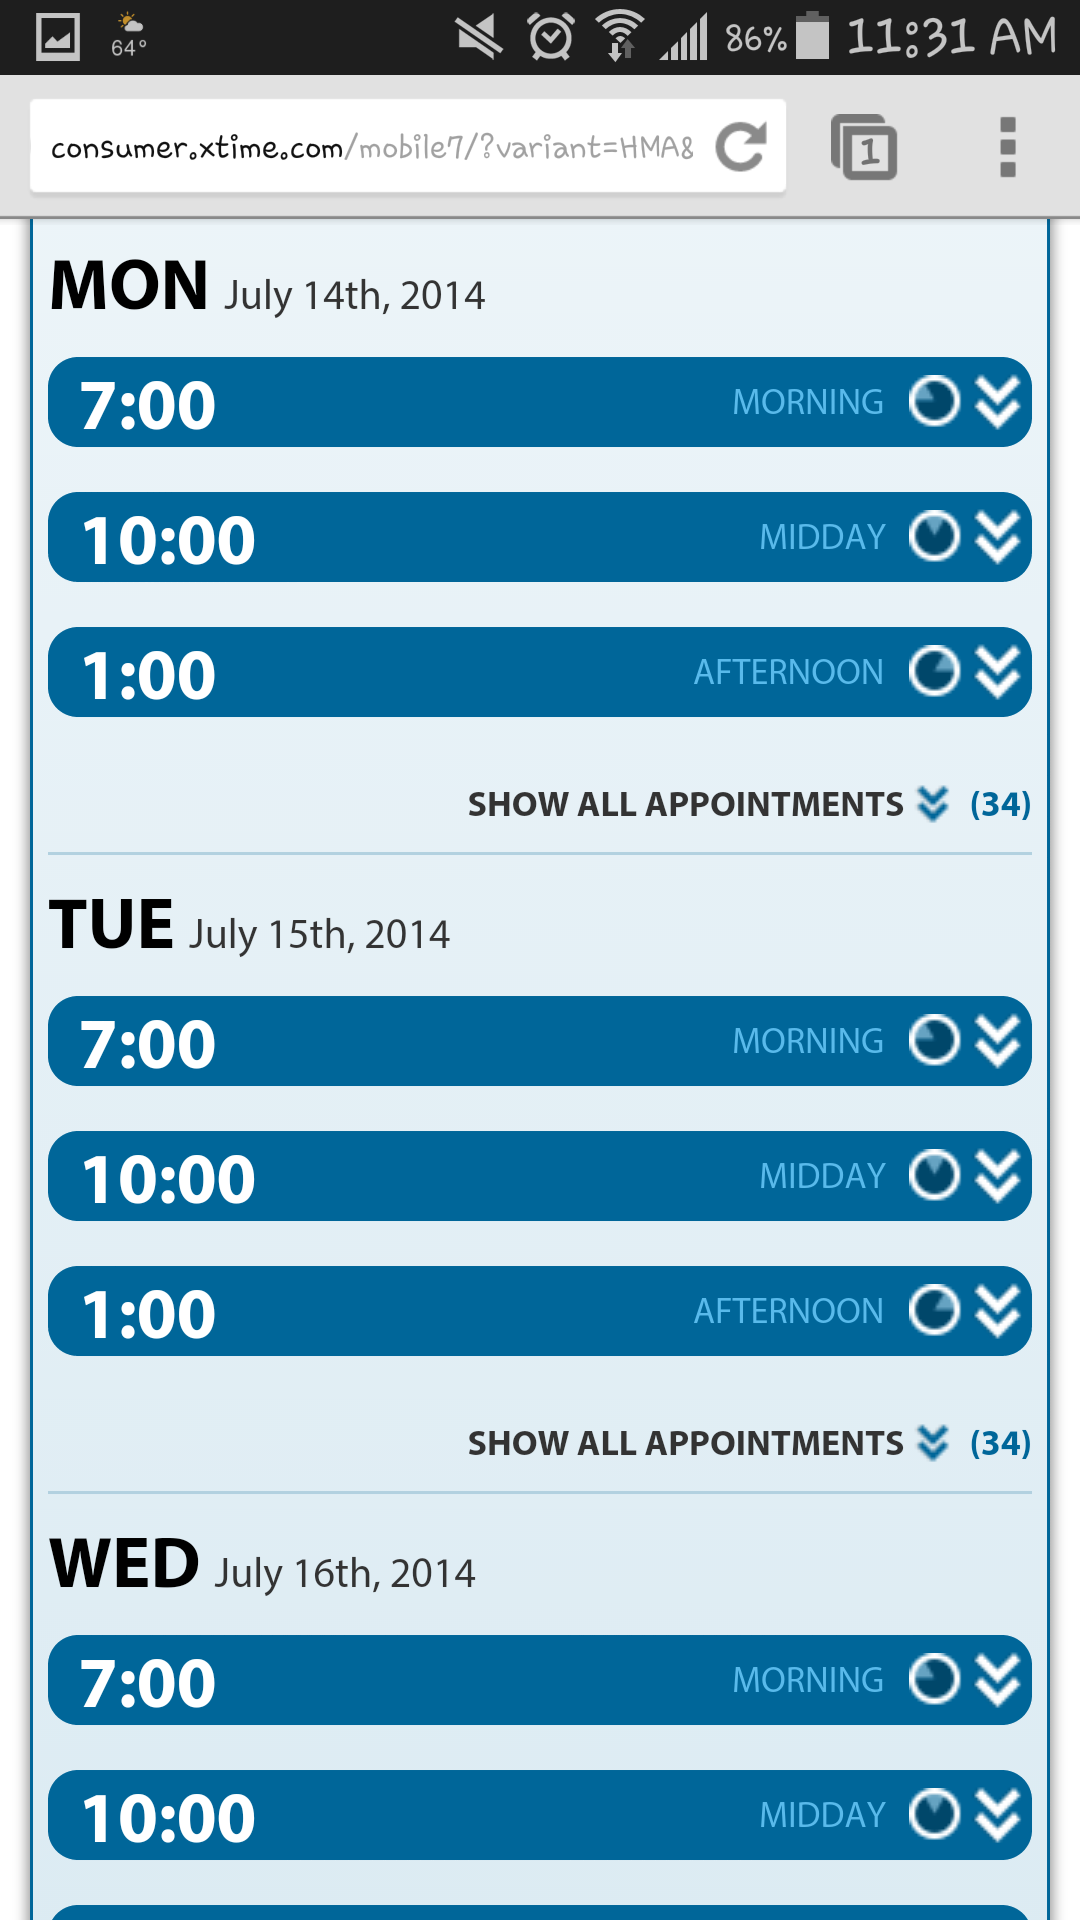 64°
86% 11:31 AM
consumer.xtime.com/mobile7/?variant=HMA&
1
MON July 14th, 2014
7:00 MORNING
10:00 MIDDAY
1:00 AFTERNOON
SHOW ALL APPOINTMENTS (34)
TUE July 15th, 2014
7:00 MORNING
10:00 MIDDAY
1:00 AFTERNOON
SHOW ALL APPOINTMENTS (34)
WED July 16th, 2014
7:00 MORNING
10:00 MIDDAY